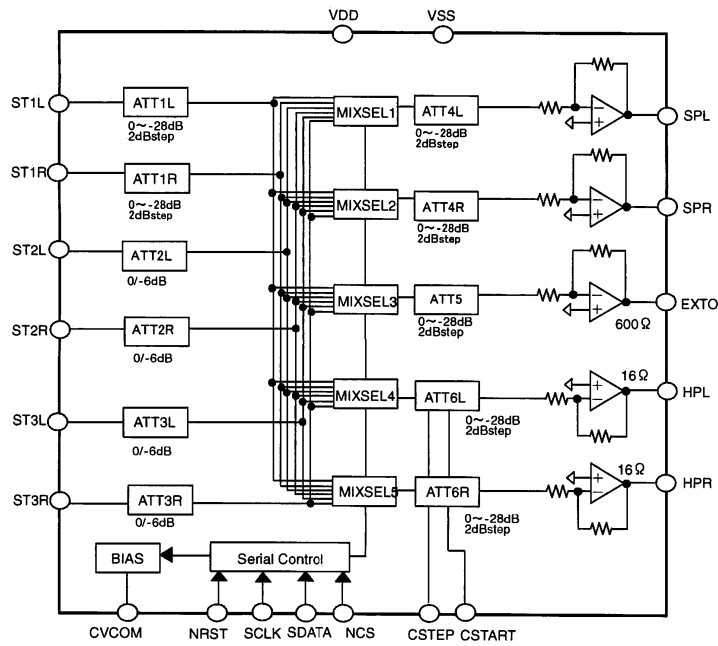 VDD
VSS
ST1L
ATT1L
0～-28dB
2dBstep
MIXSEL1
ATT4L
0～-28dB
2dBstep
SPL
ST1R
ATT1R
0～-28dB
2dBstep
MIXSEL2
ATT4R
0～-28dB
2dBstep
SPR
ST2L
ATT2L
0/-6dB
MIXSEL3
ATT5
0～-28dB
2dBstep
600Ω
EXTO
ST2R
ATT2R
0/-6dB
MIXSEL4
ATT6L
0～-28dB
2dBstep
16Ω
HPL
ST3L
ATT3L
0/-6dB
MIXSEL5
ATT6R
0～-28dB
2dBstep
16Ω
HPR
ST3R
ATT3R
0/-6dB
BIAS
Serial Control
CVCOM
NRST
SCLK
SDATA
NCS
CSTEP
CSTART